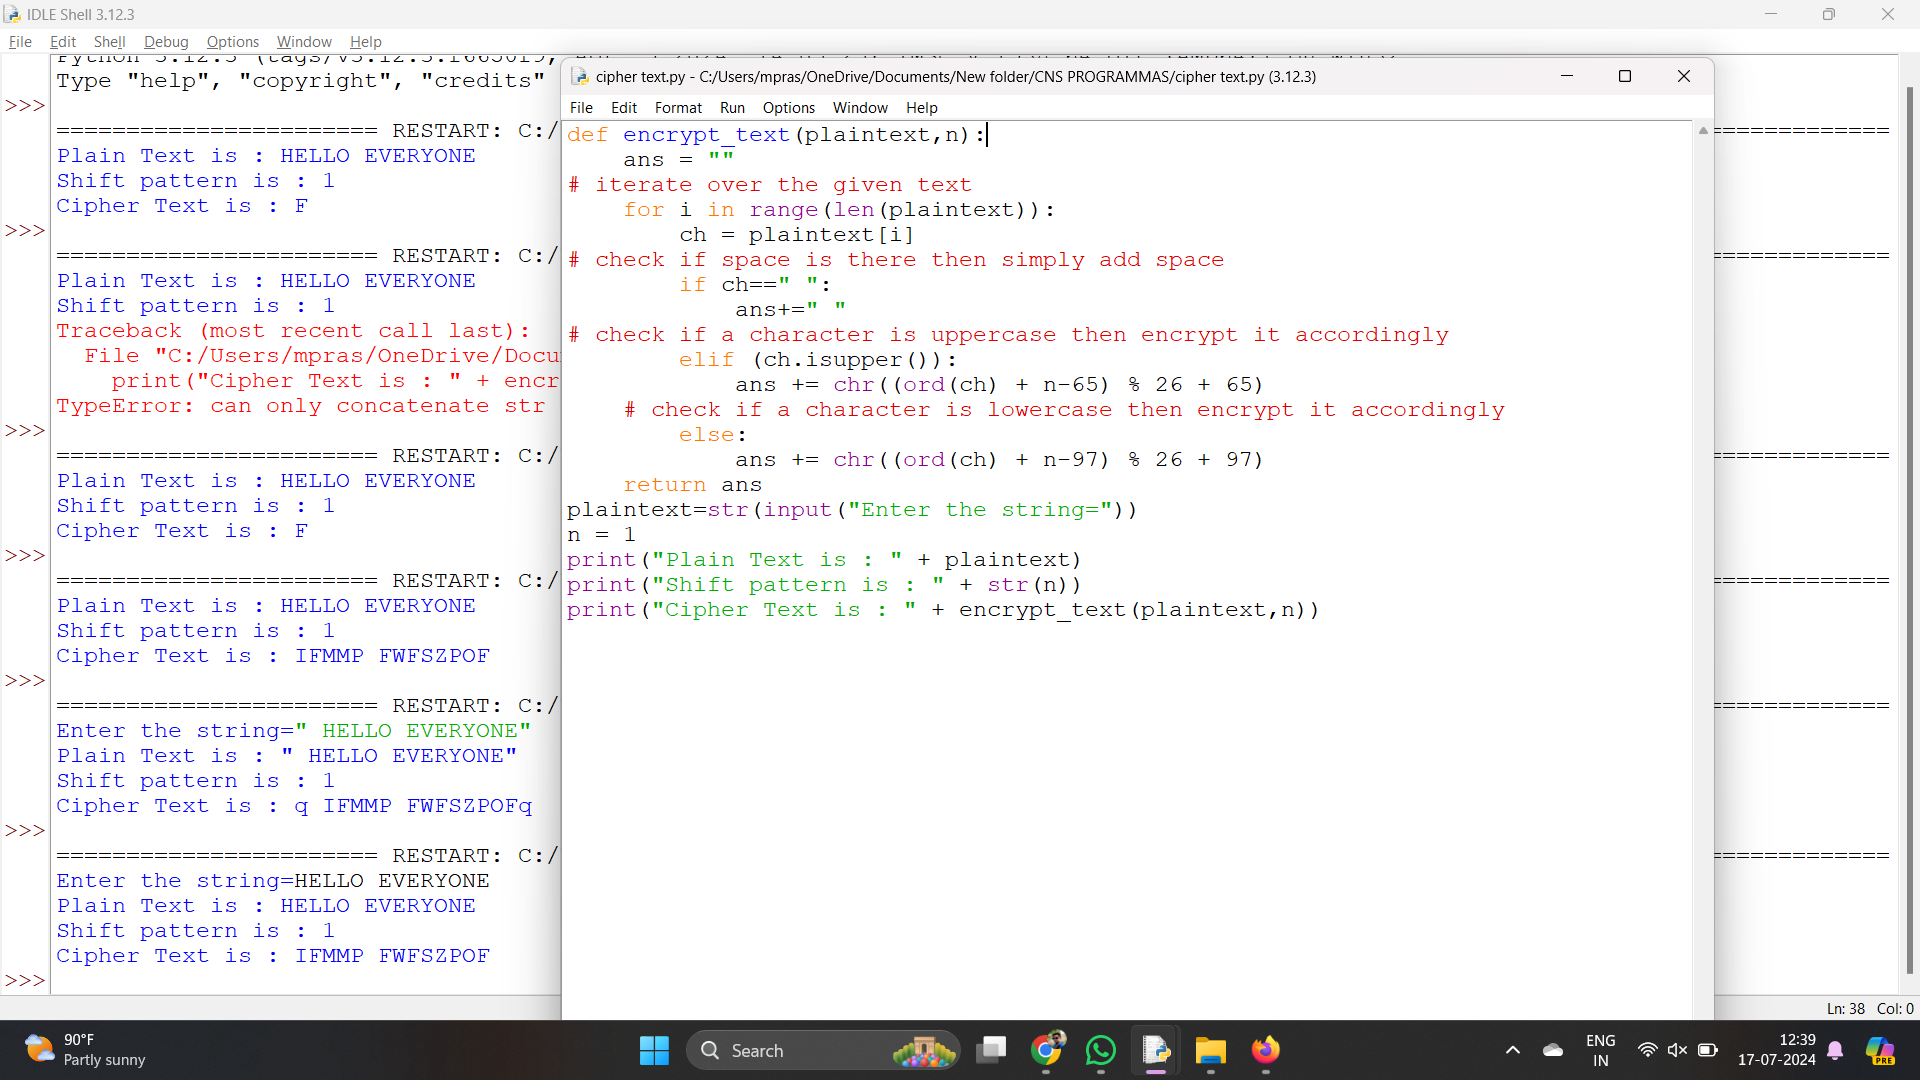 IDLE Shell 3.12.3
File Edit Shell Debug Options Window Help
Type "help", "copyright", "credits"
>>>
======================= RESTART: C:/
Plain Text is : HELLO EVERYONE
Shift pattern is : 1
Cipher Text is : F
>>>
======================= RESTART: C:/
Plain Text is : HELLO EVERYONE
Shift pattern is : 1
Traceback (most recent call last):
File "C:/Users/mpras/OneDrive/Docu
print("Cipher Text is : " + encr
TypeError: can only concatenate str
>>>
======================= RESTART: C:/
Plain Text is : HELLO EVERYONE
Shift pattern is : 1
Cipher Text is : F
>>>
======================= RESTART: C:/
Plain Text is : HELLO EVERYONE
Shift pattern is : 1
Cipher Text is : IFMMP FWFSZPOF
>>>
======================= RESTART: C:/
Enter the string=" HELLO EVERYONE"
Plain Text is : " HELLO EVERYONE"
Shift pattern is : 1
Cipher Text is : q IFMMP FWFSZPOFq
>>>
======================= RESTART: C:/
Enter the string=HELLO EVERYONE
Plain Text is : HELLO EVERYONE
Shift pattern is : 1
Cipher Text is : IFMMP FWFSZPOF
>>>
cipher text.py - C:/Users/mpras/OneDrive/Documents/New folder/CNS PROGRAMMAS/cipher text.py (3.12.3)
File Edit Format Run Options Window Help
def encrypt_text(plaintext,n):
    ans = ""
# iterate over the given text
    for i in range(len(plaintext)):
        ch = plaintext[i]
# check if space is there then simply add space
        if ch==" ":
            ans+=" "
# check if a character is uppercase then encrypt it accordingly
        elif (ch.isupper()):
            ans += chr((ord(ch) + n-65) % 26 + 65)
    # check if a character is lowercase then encrypt it accordingly
        else:
            ans += chr((ord(ch) + n-97) % 26 + 97)
    return ans
plaintext=str(input("Enter the string="))
n = 1
print("Plain Text is : " + plaintext)
print("Shift pattern is : " + str(n))
print("Cipher Text is : " + encrypt_text(plaintext,n))
Ln: 38 Col: 0
90°F
Partly sunny
Search
ENG
IN
12:39
17-07-2024
PRE